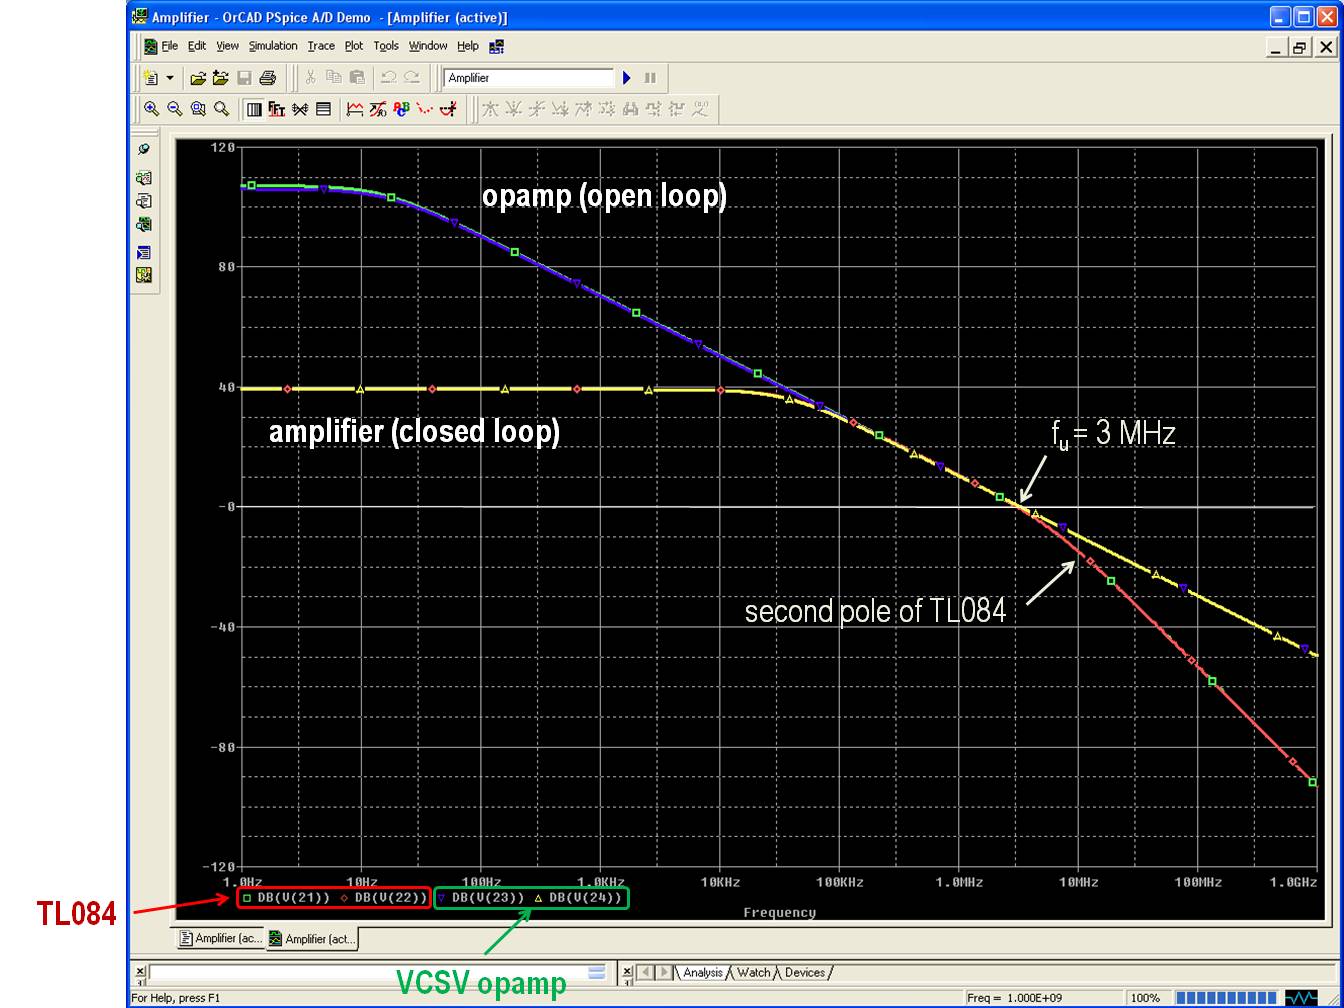 Amplifier - OrCAD PSpice A/D Demo - [Amplifier (active)]
File Edit View Simulation Trace Plot Tools Window Help
Amplifier
120
opamp (open loop)
80
40
amplifier (closed loop)
fu = 3 MHz
-0
second pole of TL084
-40
-80
-120
1.0Hz 10Hz 100Hz 1.0KHz 10KHz 100KHz 1.0MHz 10MHz 100MHz 1.0GHz
DB(V(21)) DB(V(22)) DB(V(23)) DB(V(24))
Frequency
TL084
Amplifier (ac... Amplifier (act...
VCSV opamp
Analysis Watch Devices
For Help, press F1 Freq = 1.000E+09 100%